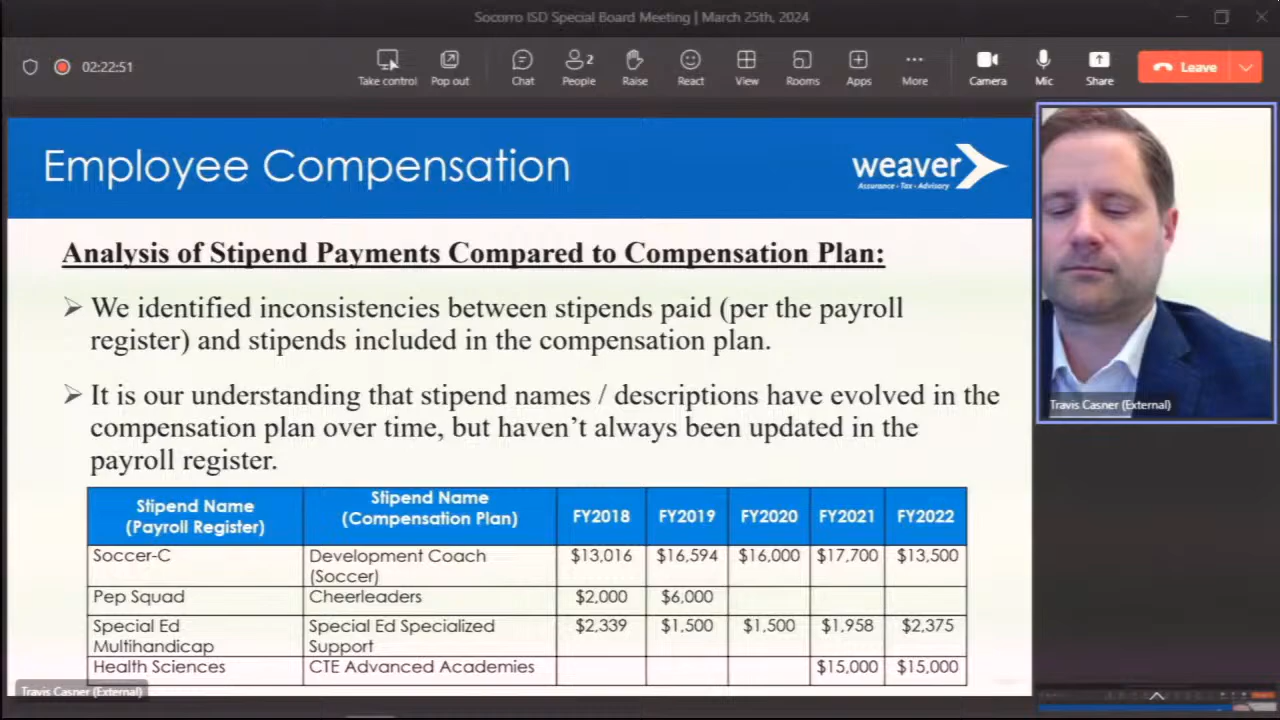 Socorro ISD Special Board Meeting | March 25th, 2024
02:22:51
Take control
Pop out
Chat
People
2
Raise
React
View
Rooms
Apps
More
Camera
Mic
Share
Leave
Employee Compensation
weaver
Assurance • Tax • Advisory
Analysis of Stipend Payments Compared to Compensation Plan:
We identified inconsistencies between stipends paid (per the payroll
register) and stipends included in the compensation plan.
It is our understanding that stipend names / descriptions have evolved in the
compensation plan over time, but haven't always been updated in the
payroll register.
Stipend Name (Payroll Register) Stipend Name (Compensation Plan) FY2018 FY2019 FY2020 FY2021 FY2022
Soccer-C Development Coach (Soccer) $13,016 $16,594 $16,000 $17,700 $13,500
Pep Squad Cheerleaders $2,000 $6,000
Special Ed Multihandicap Special Ed Specialized Support $2,339 $1,500 $1,500 $1,958 $2,375
Health Sciences CTE Advanced Academies $15,000 $15,000
Travis Casner (External)
Travis Casner (External)